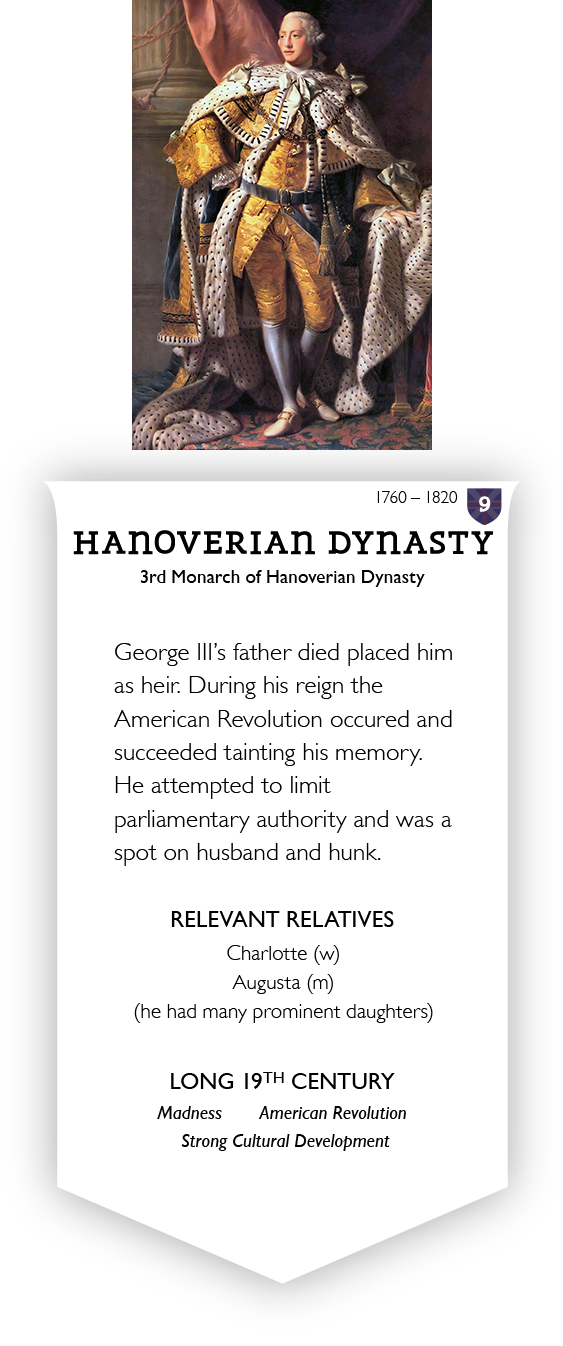 1760 – 1820
9
HANOVERIAN DYNASTY
3rd Monarch of Hanoverian Dynasty
George III’s father died placed him
as heir. During his reign the
American Revolution occured and
succeeded tainting his memory.
He attempted to limit
parliamentary authority and was a
spot on husband and hunk.
RELEVANT RELATIVES
Charlotte (w)
Augusta (m)
(he had many prominent daughters)
LONG 19TH CENTURY
Madness American Revolution
Strong Cultural Development